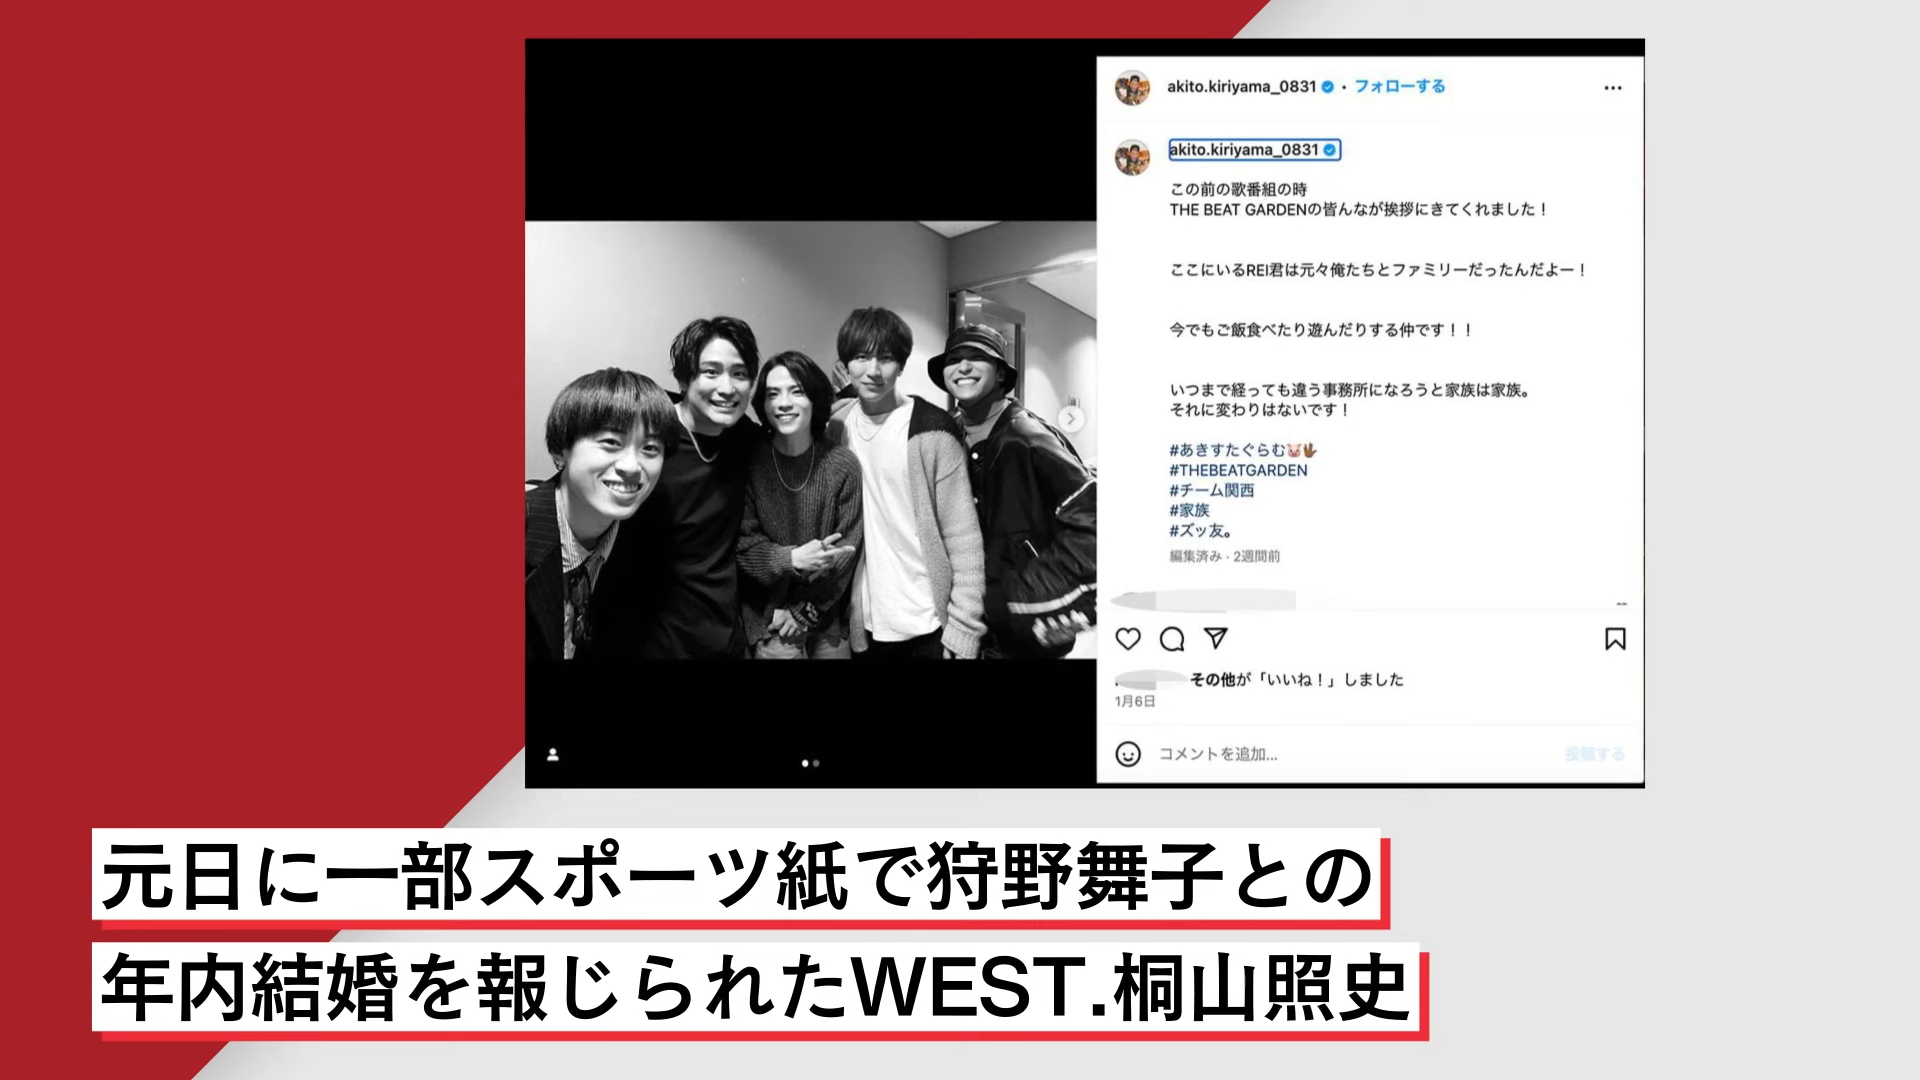 akito.kiriyama_0831 • フォローする
akito.kiriyama_0831
この前の歌番組の時
THE BEAT GARDENの皆んなが挨拶にきてくれました！
ここにいるREI君は元々俺たちとファミリーだったんだよー！
今でもご飯食べたり遊んだりする仲です！！
いつまで経っても違う事務所になろうと家族は家族。
それに変わりはないです！
#あきすたぐらむ🐷🤟🏾
#THEBEATGARDEN
#チーム関西
#家族
#ズッ友。
編集済み・2週間前
その他が「いいね！」しました
1月6日
コメントを追加... 投稿する
元日に一部スポーツ紙で狩野舞子との
年内結婚を報じられたWEST.桐山照史